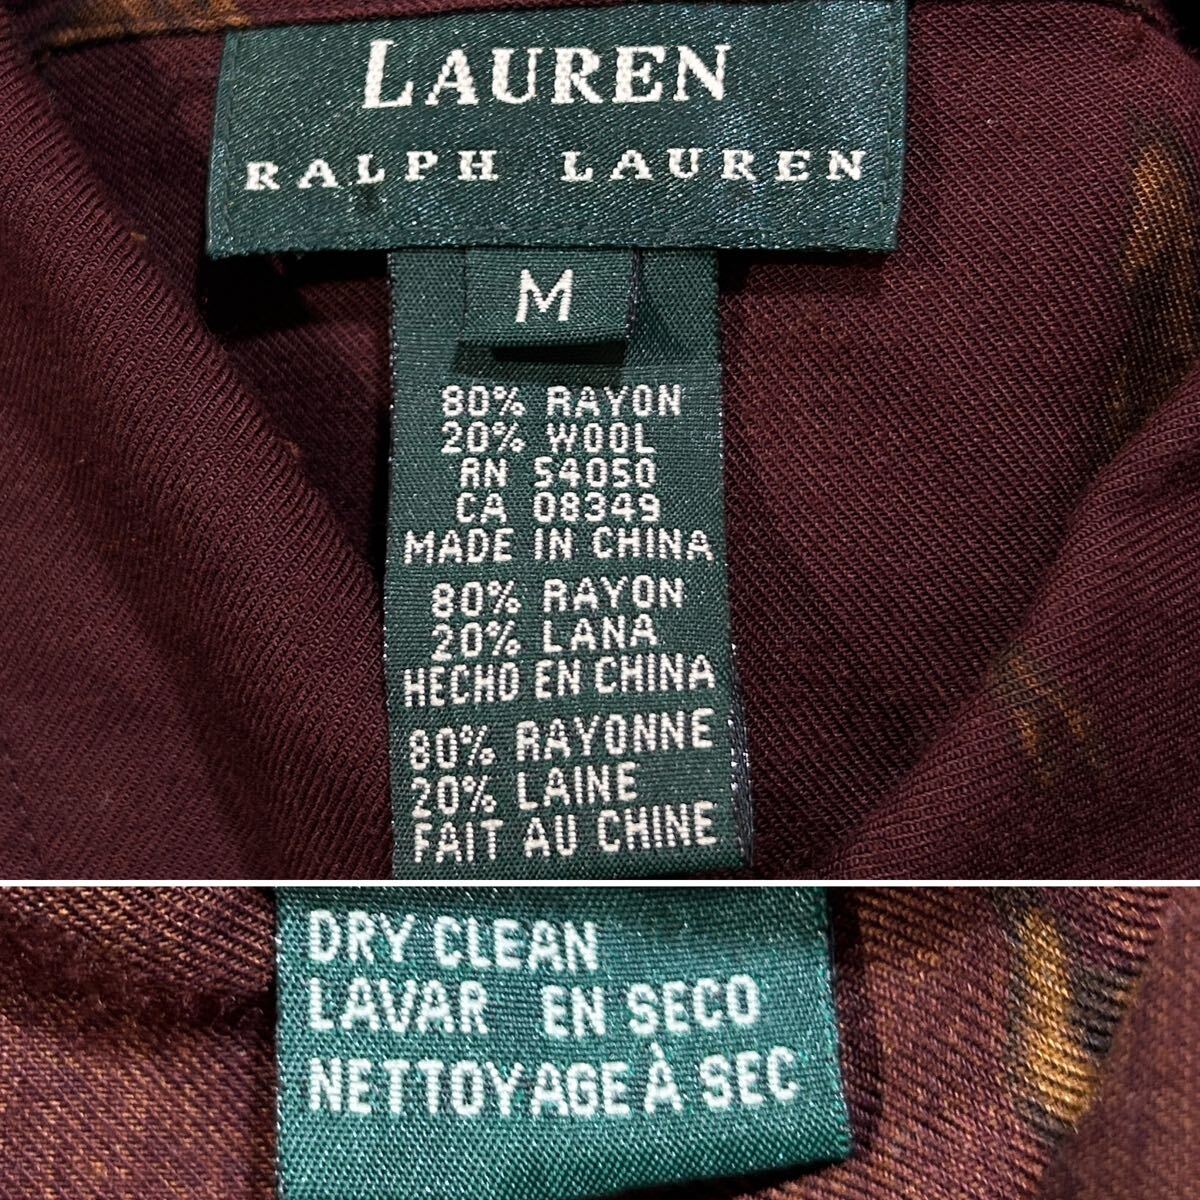 LAUREN
RALPH LAUREN
M
80% RAYON
20% WOOL
RN 54050
CA 08349
MADE IN CHINA
80% RAYON
20% LANA
HECHO EN CHINA
80% RAYONNE
20% LAINE
FAIT AU CHINE
DRY CLEAN
LAVAR EN SECO
NETTOYAGE À SEC